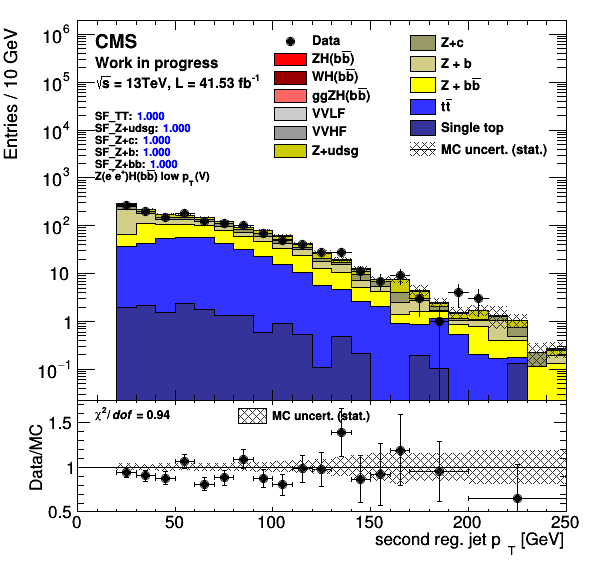 CMS
Work in progress
√s = 13TeV, L = 41.53 fb⁻¹
SF_TT: 1.000
SF_Z+udsg: 1.000
SF_Z+c: 1.000
SF_Z+b: 1.000
SF_Z+bb: 1.000
Z(e⁻e⁺)H(bb̅) low p_T(V)
Data
ZH(bb̅)
WH(bb̅)
ggZH(bb̅)
VVLF
VVHF
Z+udsg
Z+c
Z + b
Z + bb̅
tt̅
Single top
MC uncert. (stat.)
Entries / 10 GeV
10⁶
10⁵
10⁴
10³
10²
10
1
10⁻¹
χ²/dof = 0.94
MC uncert. (stat.)
Data/MC
1.5
1
0.5
0 50 100 150 200 250
second reg. jet p_T [GeV]